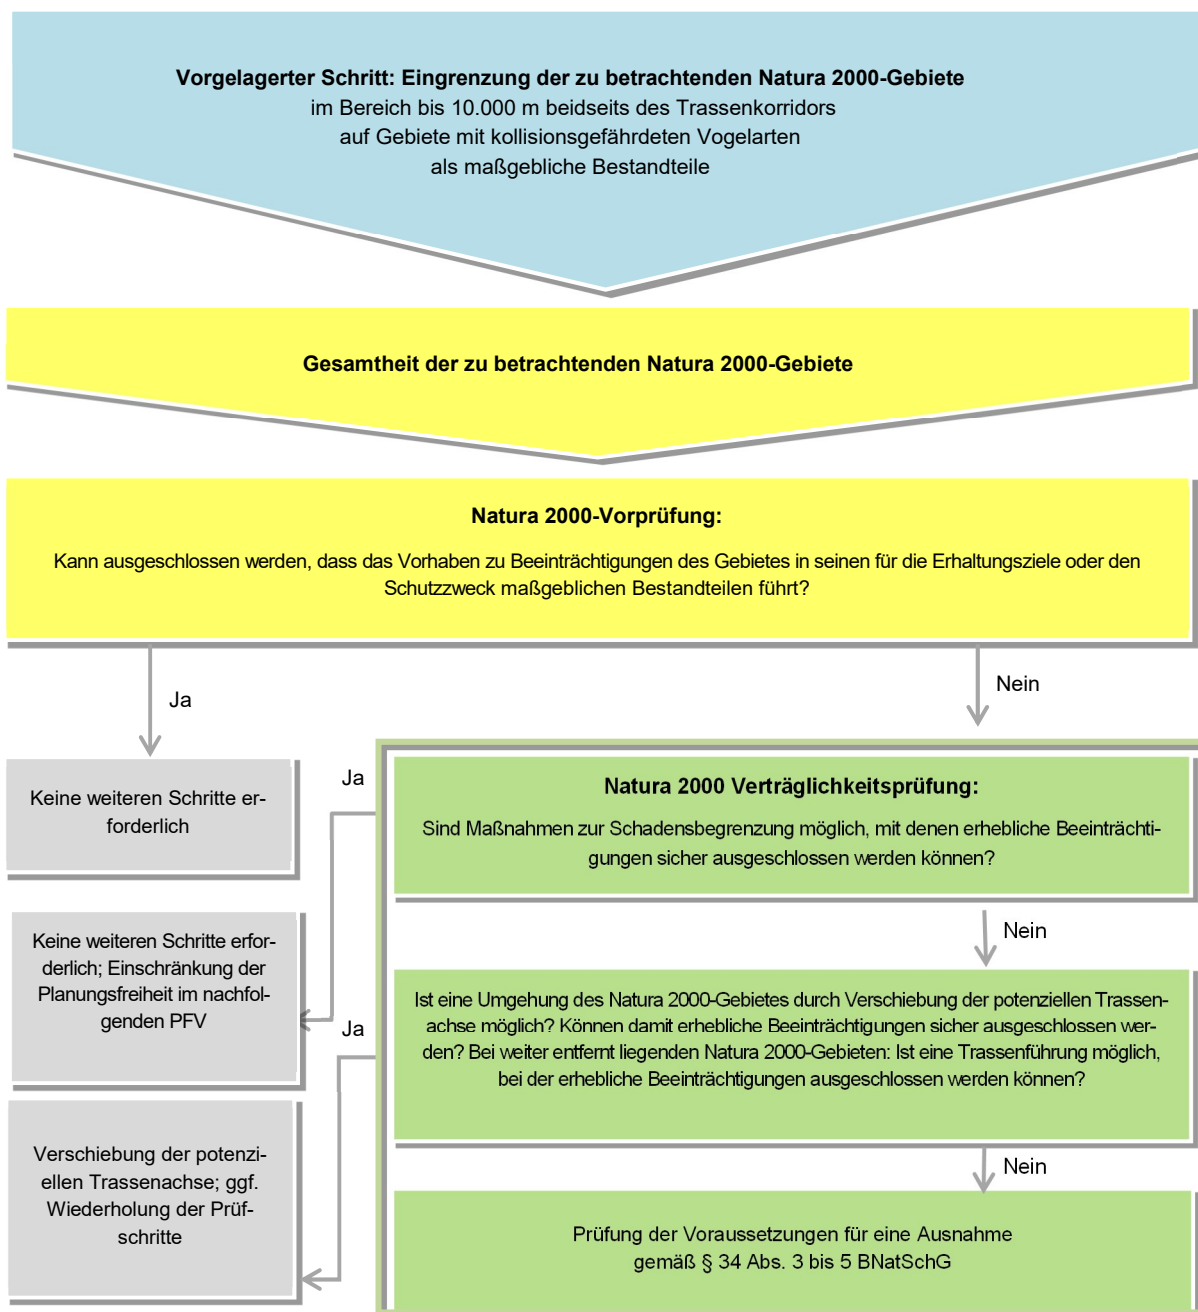 Vorgelagerter Schritt: Eingrenzung der zu betrachtenden Natura 2000-Gebiete
im Bereich bis 10.000 m beidseits des Trassenkorridors
auf Gebiete mit kollisionsgefährdeten Vogelarten
als maßgebliche Bestandteile
Gesamtheit der zu betrachtenden Natura 2000-Gebiete
Natura 2000-Vorprüfung:
Kann ausgeschlossen werden, dass das Vorhaben zu Beeinträchtigungen des Gebietes in seinen für die Erhaltungsziele oder den
Schutzzweck maßgeblichen Bestandteilen führt?
Ja
Nein
Keine weiteren Schritte er-
forderlich
Ja
Natura 2000 Verträglichkeitsprüfung:
Sind Maßnahmen zur Schadensbegrenzung möglich, mit denen erhebliche Beeinträchti-
gungen sicher ausgeschlossen werden können?
Nein
Keine weiteren Schritte erfor-
derlich; Einschränkung der
Planungsfreiheit im nachfol-
genden PFV
Ja
Ist eine Umgehung des Natura 2000-Gebietes durch Verschiebung der potenziellen Trassen-
achse möglich? Können damit erhebliche Beeinträchtigungen sicher ausgeschlossen wer-
den? Bei weiter entfernt liegenden Natura 2000-Gebieten: Ist eine Trassenführung möglich,
bei der erhebliche Beeinträchtigungen ausgeschlossen werden können?
Nein
Verschiebung der potenzi-
ellen Trassenachse; ggf.
Wiederholung der Prüf-
schritte
Prüfung der Voraussetzungen für eine Ausnahme
gemäß § 34 Abs. 3 bis 5 BNatSchG